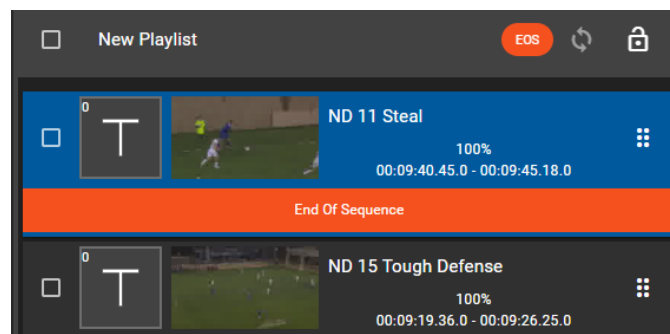 New Playlist
EOS
0
T
ND 11 Steal
100%
00:09:40.45.0 - 00:09:45.18.0
End Of Sequence
0
T
ND 15 Tough Defense
100%
00:09:19.36.0 - 00:09:26.25.0